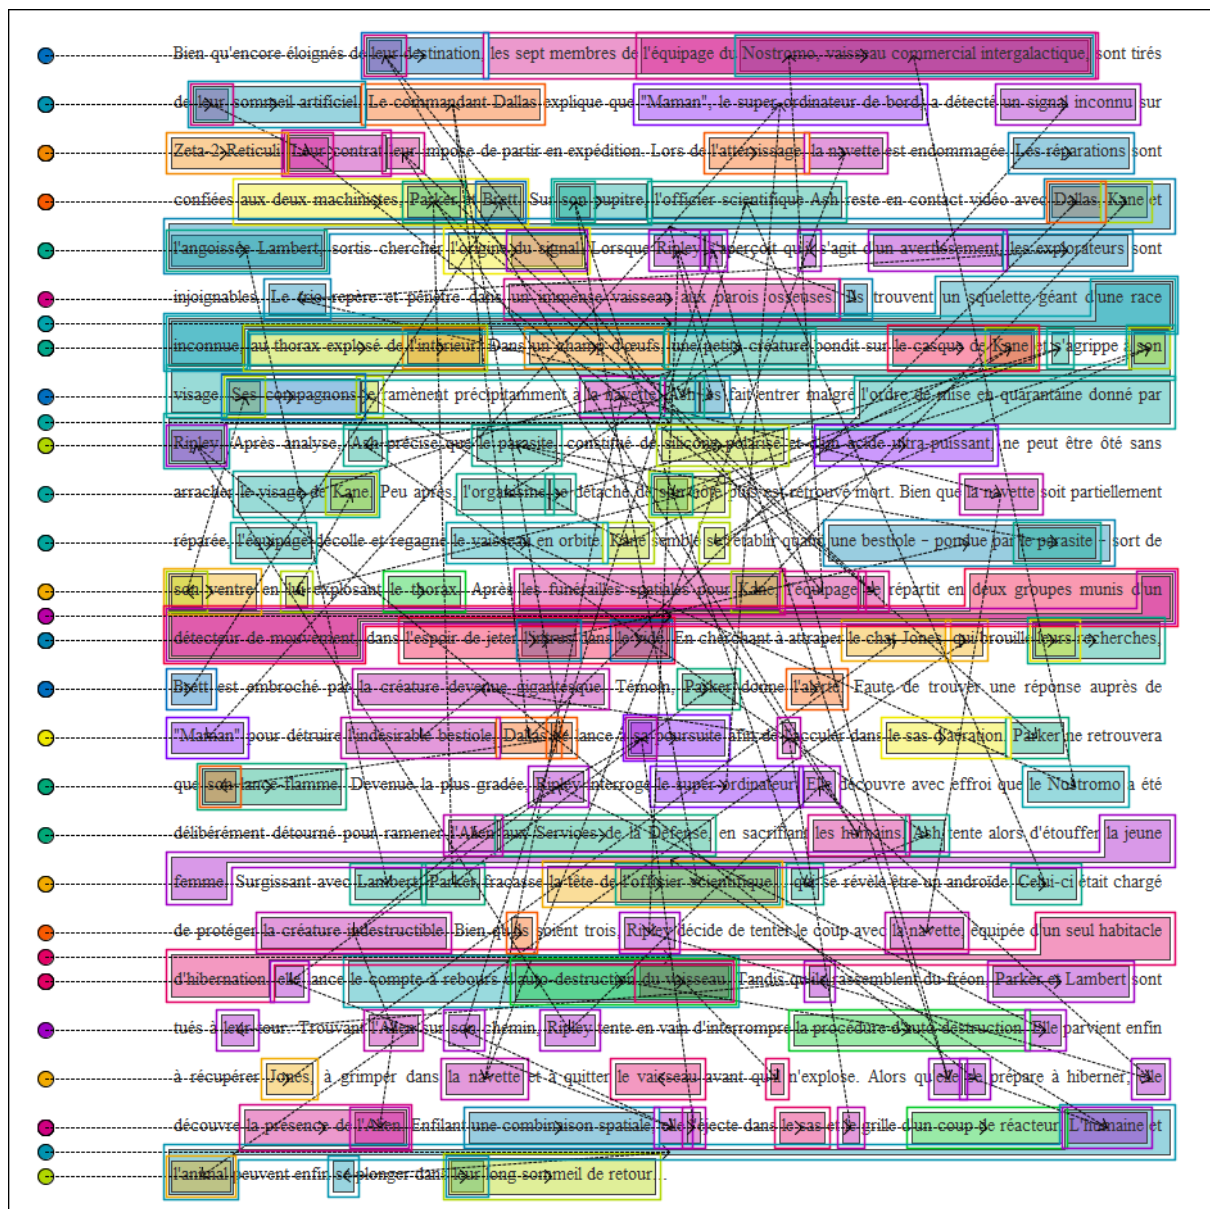 Bien qu'encore éloignés de leur destination, les sept membres de l'équipage du Nostromo, vaisseau commercial intergalactique, sont tirés
de leur sommeil artificiel. Le commandant Dallas explique que "Maman", le super-ordinateur de bord, a détecté un signal inconnu sur
Zeta-2-Reticuli. Leur contrat leur impose de partir en expédition. Lors de l'atterrissage, la navette est endommagée. Les réparations sont
confiées aux deux machinistes, Parker et Brett. Sur son pupitre, l'officier scientifique Ash reste en contact vidéo avec Dallas, Kane et
l'angoissée Lambert, sortis chercher l'origine du signal. Lorsque Ripley s'aperçoit qu'il s'agit d'un avertissement, les explorateurs sont
injoignables. Le trio repère et pénètre dans un immense vaisseau aux parois osseuses. Ils trouvent un squelette géant d'une race
inconnue, au thorax explosé de l'intérieur. Dans un champ d'œufs, une petite créature bondit sur le casque de Kane et s'agrippe à son
visage. Ses compagnons le ramènent précipitamment à la navette. Ash les fait entrer malgré l'ordre de mise en quarantaine donné par
Ripley. Après analyse, Ash précise que le parasite, constitué de silicone polarisé et d'un acide ultra-puissant, ne peut être ôté sans
arracher le visage de Kane. Peu après, l'organisme se détache de son hôte puis est retrouvé mort. Bien que la navette soit partiellement
réparée, l'équipage décolle et regagne le vaisseau en orbite. Kane semble se rétablir quand une bestiole – pondue par le parasite – sort de
son ventre en lui explosant le thorax. Après les funérailles spatiales pour Kane, l'équipage se répartit en deux groupes munis d'un
détecteur de mouvement, dans l'espoir de jeter l'intrus dans le vide. En cherchant à attraper le chat Jones, qui brouille leurs recherches,
Brett est embroché par la créature devenue gigantesque. Témoin, Parker donne l'alerte. Faute de trouver une réponse auprès de
"Maman" pour détruire l'indésirable bestiole, Dallas se lance à sa poursuite afin de l'acculer dans le sas d'aération. Parker ne retrouvera
que son lance-flamme. Devenue la plus gradée, Ripley interroge le super-ordinateur. Elle découvre avec effroi que le Nostromo a été
délibérément détourné pour ramener l'Alien aux Services de la Défense, en sacrifiant les humains. Ash tente alors d'étouffer la jeune
femme. Surgissant avec Lambert, Parker fracasse la tête de l'officier scientifique... qui se révèle être un androïde. Celui-ci était chargé
de protéger la créature indestructible. Bien qu'ils soient trois, Ripley décide de tenter le coup avec la navette, équipée d'un seul habitacle
d'hibernation, elle lance le compte à rebours d'auto-destruction du vaisseau. Tandis qu'ils rassemblent du fréon, Parker et Lambert sont
tués à leur tour. Trouvant l'Alien sur son chemin, Ripley tente en vain d'interrompre la procédure d'auto-destruction. Elle parvient enfin
à récupérer Jones, à grimper dans la navette et à quitter le vaisseau avant qu'il n'explose. Alors qu'elle se prépare à hiberner, elle
découvre la présence de l'Alien. Enfilant une combinaison spatiale, elle l'éjecte dans le sas et le grille d'un coup de réacteur. L'humaine et
l'animal peuvent enfin se plonger dans leur long sommeil de retour...